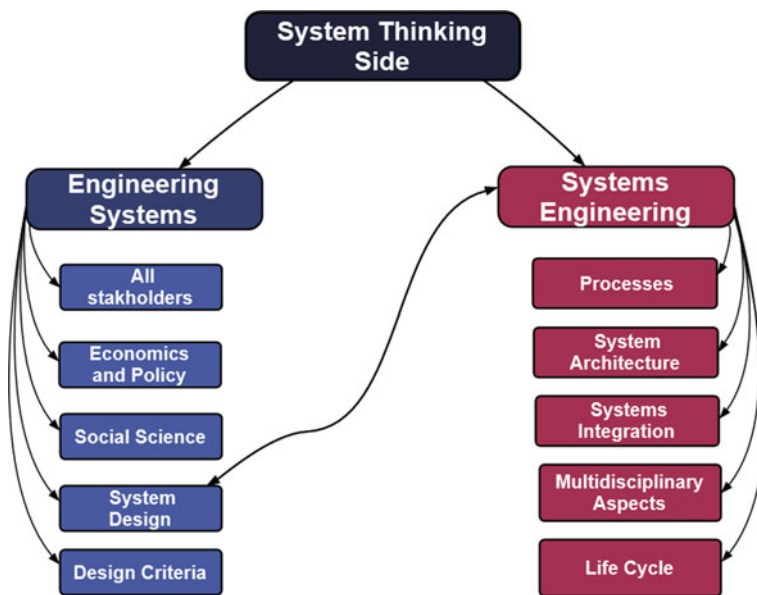 System Thinking
Side
Engineering
Systems
All
stakholders
Economics
and Policy
Social Science
System
Design
Design Criteria
Systems
Engineering
Processes
System
Architecture
Systems
Integration
Multidisciplinary
Aspects
Life Cycle